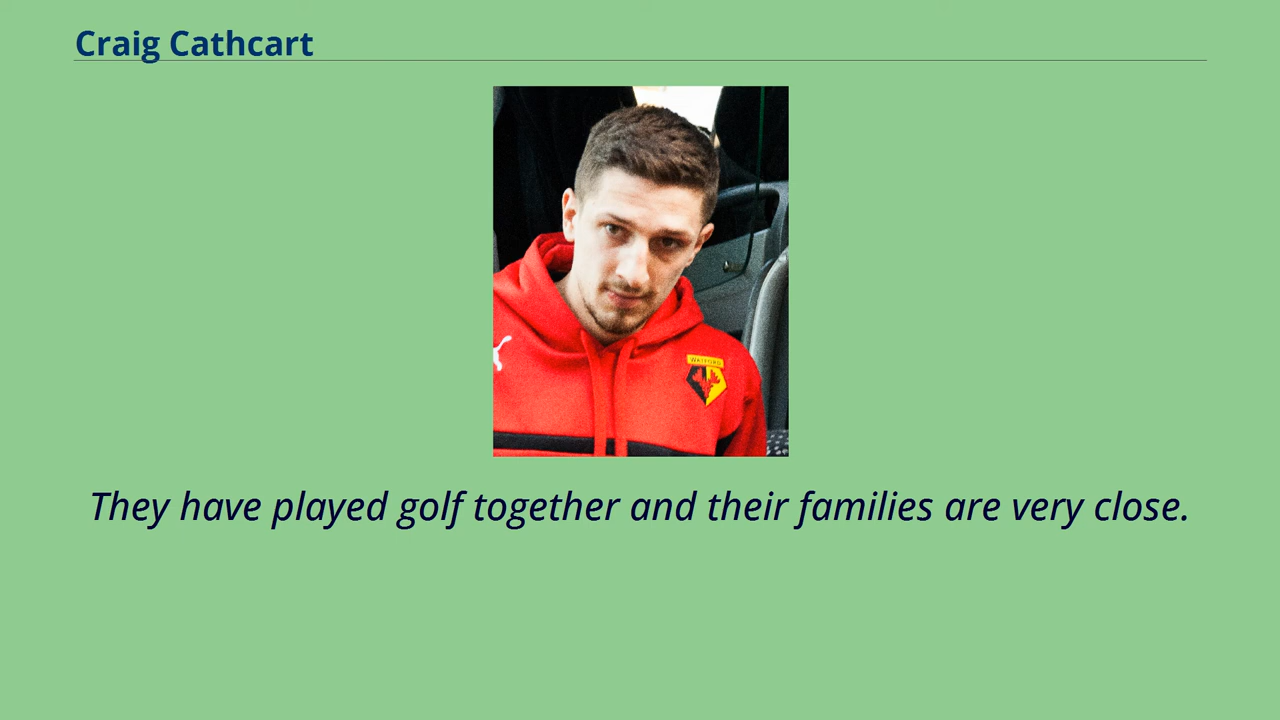 Craig Cathcart
WATFORD
They have played golf together and their families are very close.